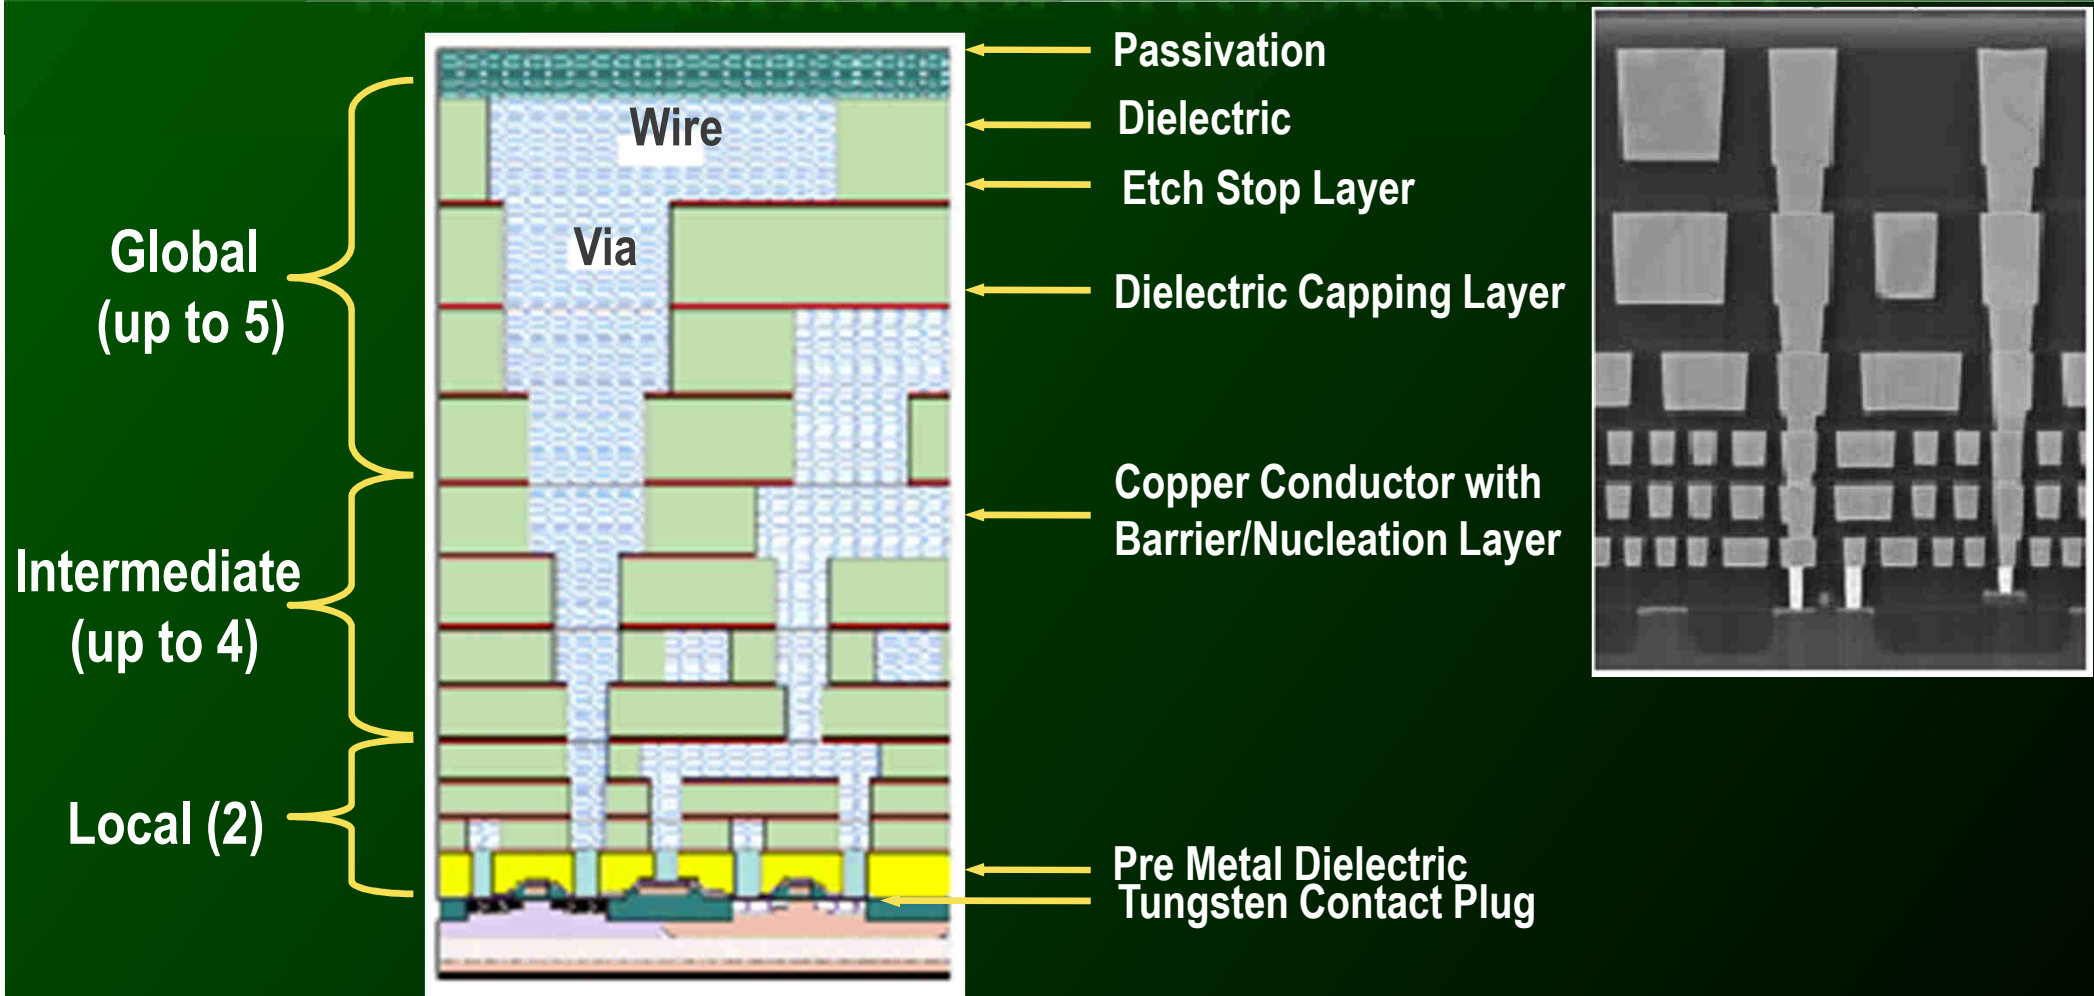 Global
(up to 5)
Intermediate
(up to 4)
Local (2)
Wire
Via
Passivation
Dielectric
Etch Stop Layer
Dielectric Capping Layer
Copper Conductor with
Barrier/Nucleation Layer
Pre Metal Dielectric
Tungsten Contact Plug